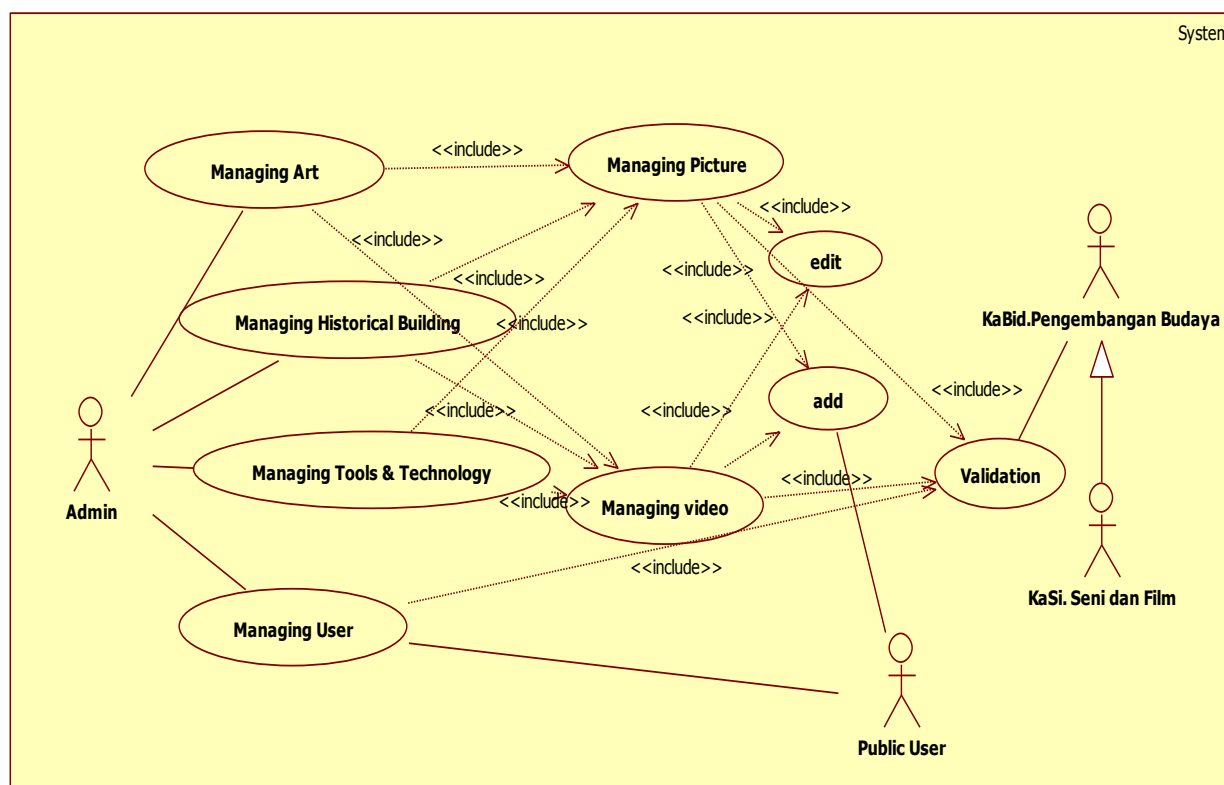 System
<<include>>
Managing Art
Managing Picture
<<include>>
<<include>>
edit
<<include>>
<<include>>
<<include>>
Managing Historical Building
<<include>>
<<include>>
KaBid.Pengembangan Budaya
<<include>>
add
<<include>>
<<include>>
Managing Tools & Technology
Validation
<<include>>
<<include>>
Managing video
Admin
<<include>>
KaSi. Seni dan Film
Managing User
Public User